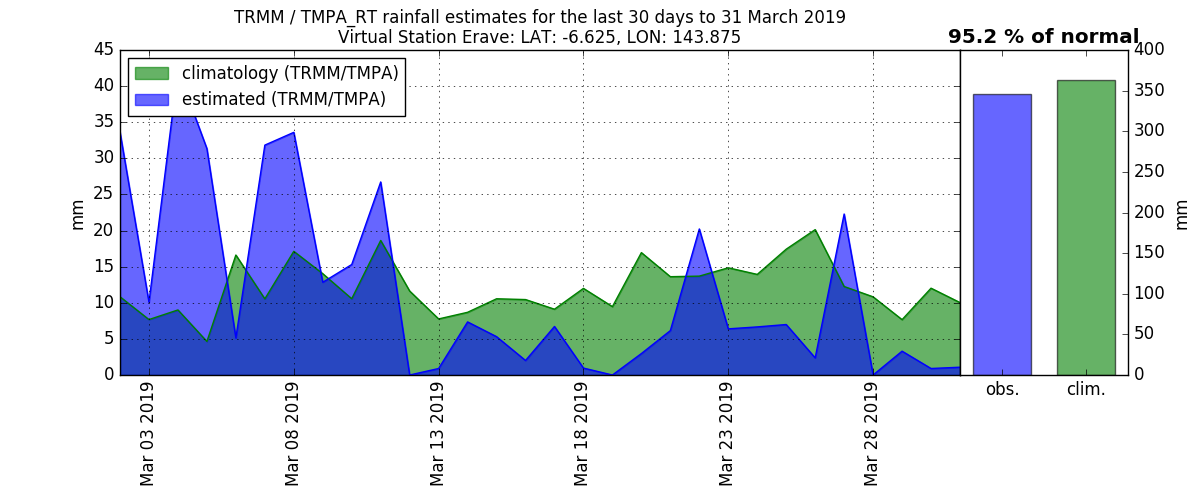 TRMM / TMPA_RT rainfall estimates for the last 30 days to 31 March 2019
Virtual Station Erave: LAT: -6.625, LON: 143.875
95.2 % of normal
climatology (TRMM/TMPA)
estimated (TRMM/TMPA)
45
40
35
30
25
20
15
10
5
0
mm
Mar 03 2019
Mar 08 2019
Mar 13 2019
Mar 18 2019
Mar 23 2019
Mar 28 2019
400
350
300
250
200
150
100
50
0
mm
obs.
clim.